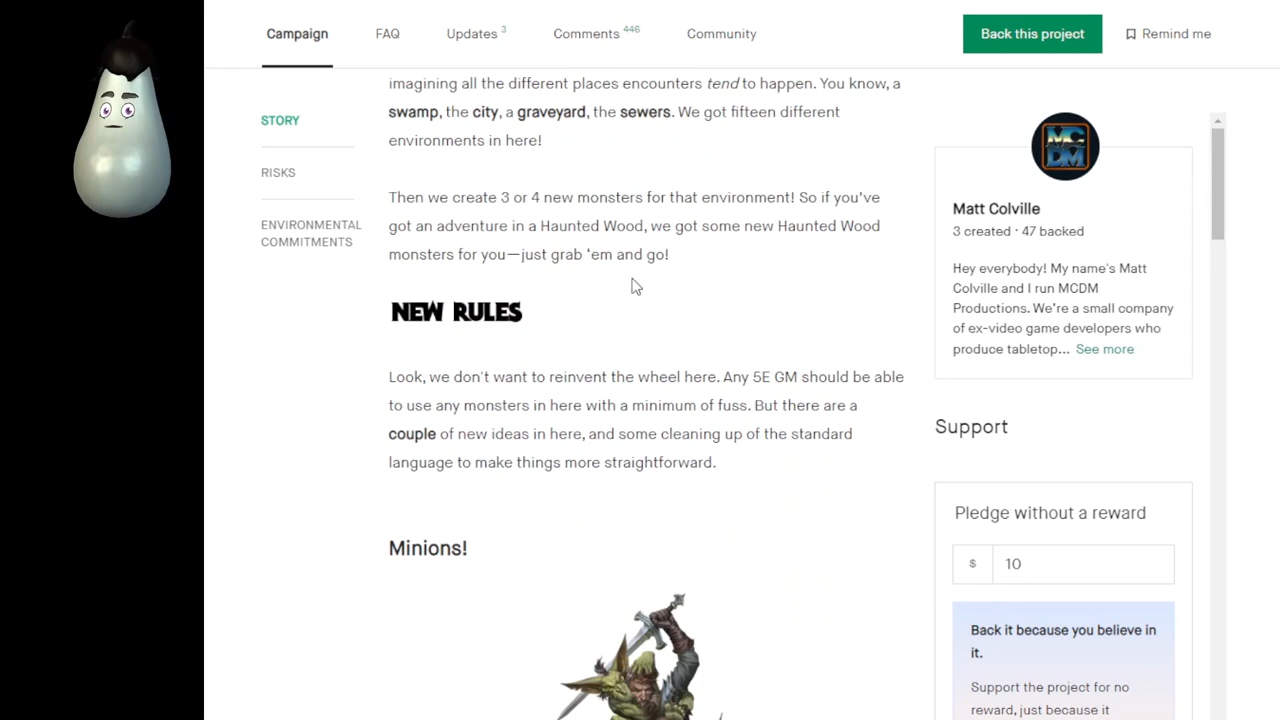 Campaign
FAQ
Updates 3
Comments 446
Community
Back this project
Remind me
STORY
RISKS
ENVIRONMENTAL
COMMITMENTS
imagining all the different places encounters tend to happen. You know, a
swamp, the city, a graveyard, the sewers. We got fifteen different
environments in here!
Then we create 3 or 4 new monsters for that environment! So if you've
got an adventure in a Haunted Wood, we got some new Haunted Wood
monsters for you—just grab ‘em and go!
NEW RULES
Look, we don't want to reinvent the wheel here. Any 5E GM should be able
to use any monsters in here with a minimum of fuss. But there are a
couple of new ideas in here, and some cleaning up of the standard
language to make things more straightforward.
Minions!
MCDM
Matt Colville
3 created · 47 backed
Hey everybody! My name's Matt
Colville and I run MCDM
Productions. We're a small company
of ex-video game developers who
produce tabletop... See more
Support
Pledge without a reward
$ 10
Back it because you believe in
it.
Support the project for no
reward, just because it